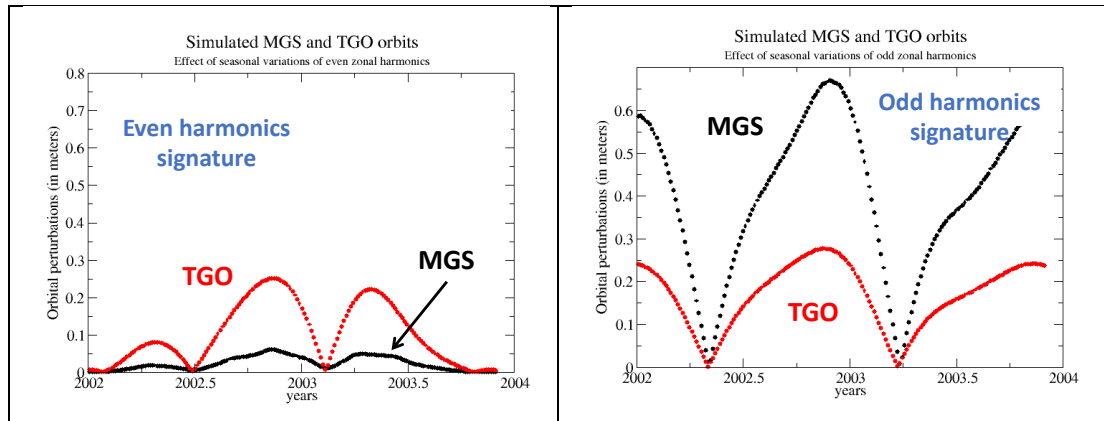 Simulated MGS and TGO orbits
Effect of seasonal variations of even zonal harmonics
Orbital perturbations (in meters)
0.8
0.7
0.6
0.5
0.4
0.3
0.2
0.1
0
Even harmonics
signature
TGO
MGS
2002
2002.5
2003
2003.5
2004
years
Simulated MGS and TGO orbits
Effect of seasonal variations of odd zonal harmonics
Orbital perturbations (in meters)
0.6
0.5
0.4
0.3
0.2
0.1
0
MGS
Odd harmonics
signature
TGO
2002
2002.5
2003
2003.5
2004
years